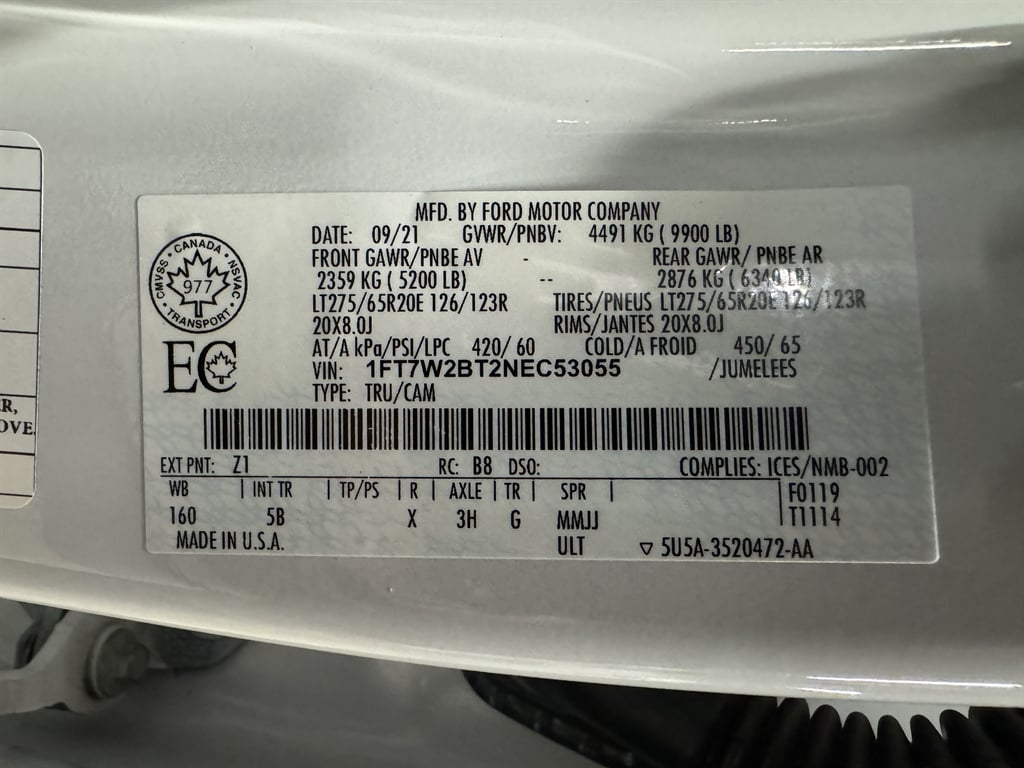 MFD. BY FORD MOTOR COMPANY
DATE: 09/21 GVWR/PNBV: 4491 KG ( 9900 LB)
FRONT GAWR/PNBE AV - REAR GAWR/ PNBE AR
2359 KG ( 5200 LB) -- 2876 KG ( 6340 LB)
LT275/65R20E 126/123R TIRES/PNEUS LT275/65R20E 126/123R
20X8.0J RIMS/JANTES 20X8.0J
AT/A kPa/PSI/LPC 420/ 60 COLD/A FROID 450/ 65
VIN: 1FT7W2BT2NEC53055 /JUMELEES
TYPE: TRU/CAM
CANADA
CMVSS NSVAC
977
TRANSPORT
EC
EXT PNT: Z1 RC: B8 DSO: COMPLIES: ICES/NMB-002
WB | INT TR | TP/PS | R | AXLE | TR | SPR | F0119
160 5B X 3H G MMJJ T1114
MADE IN U.S.A. ULT ▽ 5U5A-3520472-AA
R,
OVE